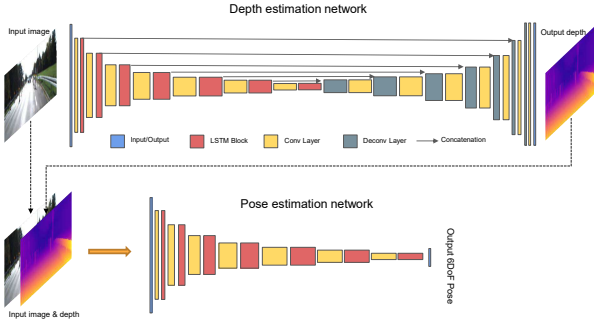 Depth estimation network
Input image
Output depth
Input/Output
LSTM Block
Conv Layer
Deconv Layer
Concatenation
Pose estimation network
Output 6DoF Pose
Input image & depth